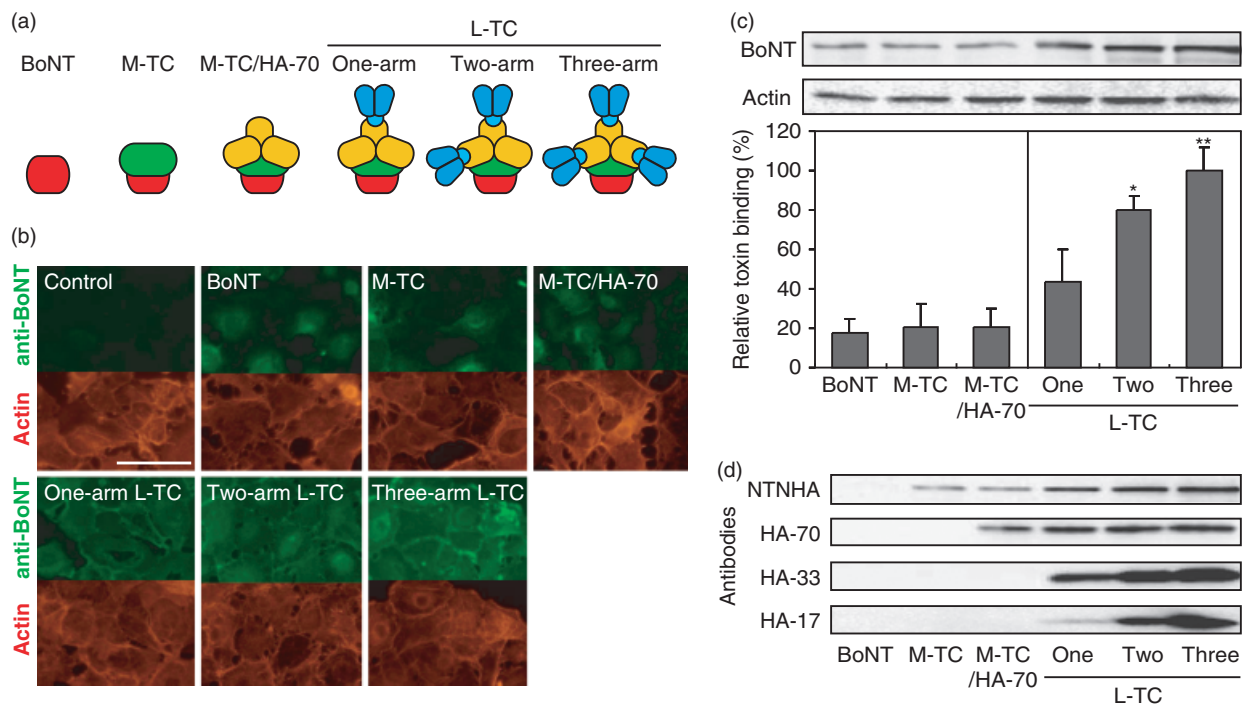 (a)
L-TC
BoNT M-TC M-TC/HA-70 One-arm Two-arm Three-arm
(b)
anti-BoNT
Control BoNT M-TC M-TC/HA-70
Actin
anti-BoNT
One-arm L-TC Two-arm L-TC Three-arm L-TC
Actin
(c)
BoNT
Actin
Relative toxin binding (%)
120
100
80
60
40
20
0
*
**
BoNT M-TC M-TC One Two Three
/HA-70
L-TC
(d)
Antibodies
NTNHA
HA-70
HA-33
HA-17
BoNT M-TC M-TC One Two Three
/HA-70
L-TC